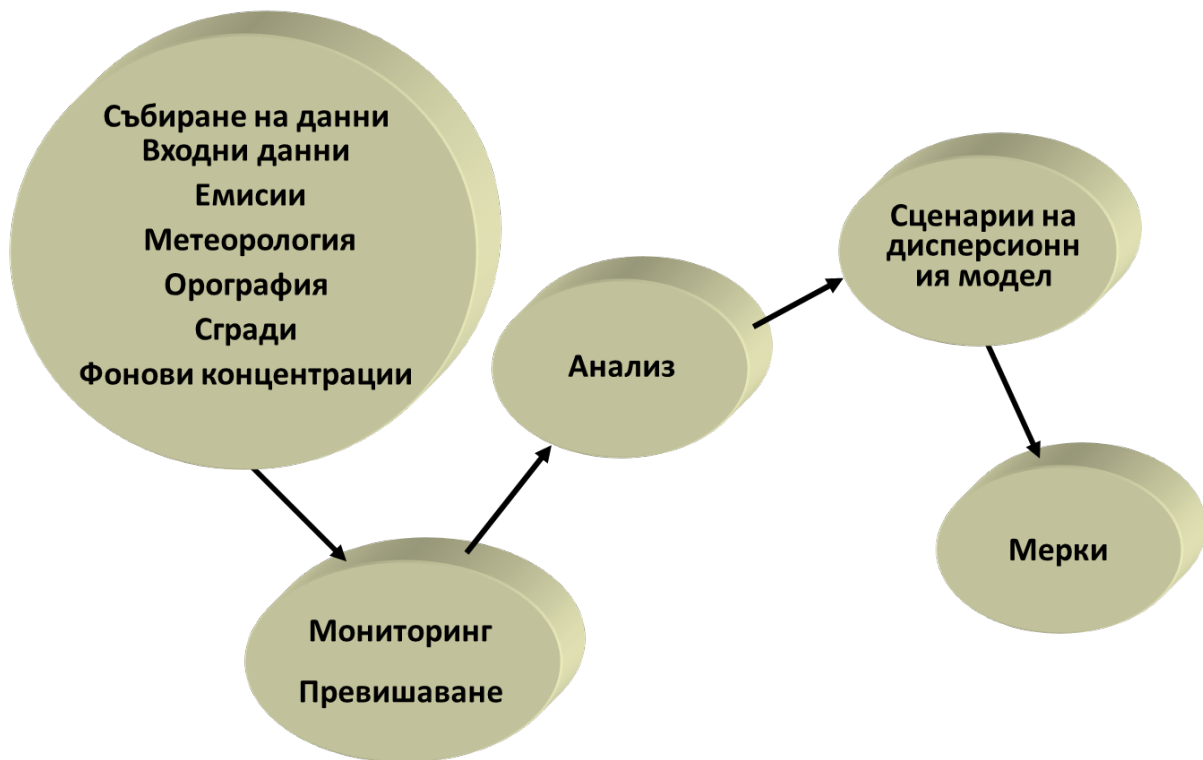 Събиране на данни
Входни данни
Емисии
Метеорология
Орография
Сгради
Фонови концентрации
Мониторинг
Превишаване
Анализ
Сценарии на
дисперсионн
ия модел
Мерки